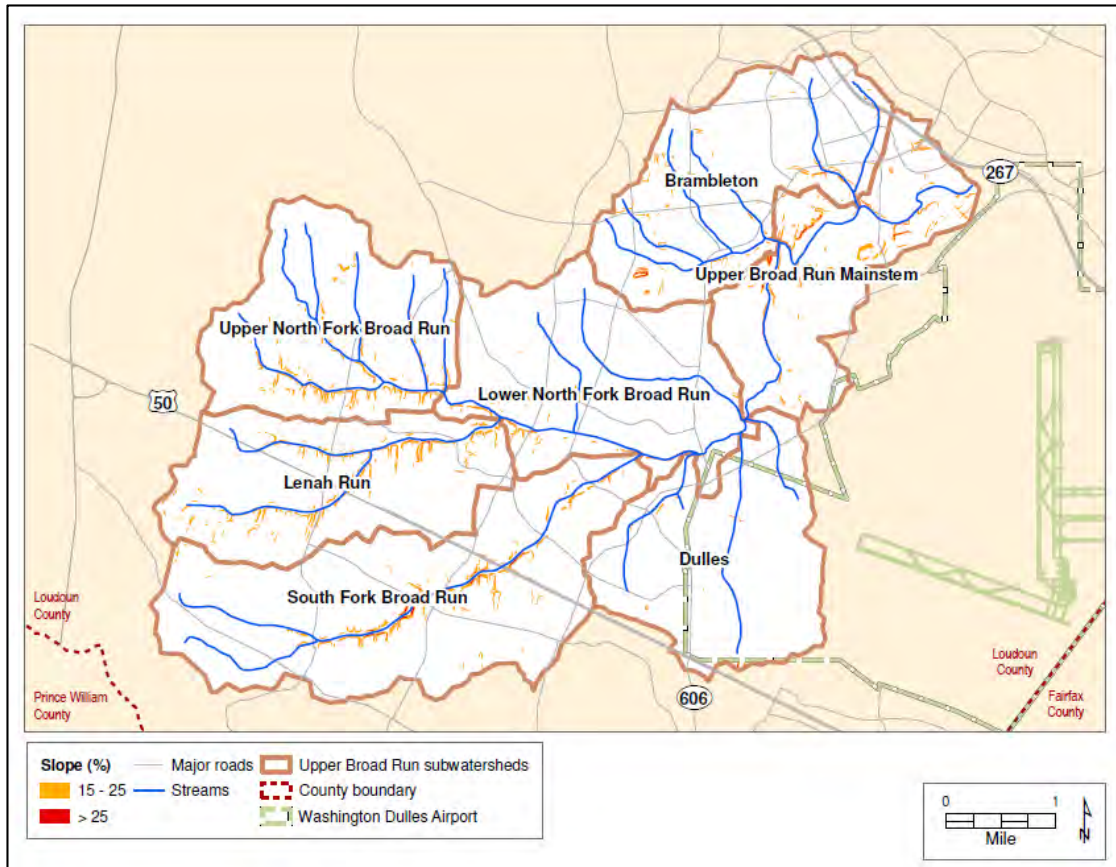 267
Brambleton
Upper Broad Run Mainstem
Upper North Fork Broad Run
Lower North Fork Broad Run
50
Lenah Run
Dulles
South Fork Broad Run
Loudoun
County
Prince William
County
606
Loudoun
County
Fairfax
County
Slope (%)
15 - 25
> 25
Major roads
Streams
Upper Broad Run subwatersheds
County boundary
Washington Dulles Airport
0 1
Mile
N